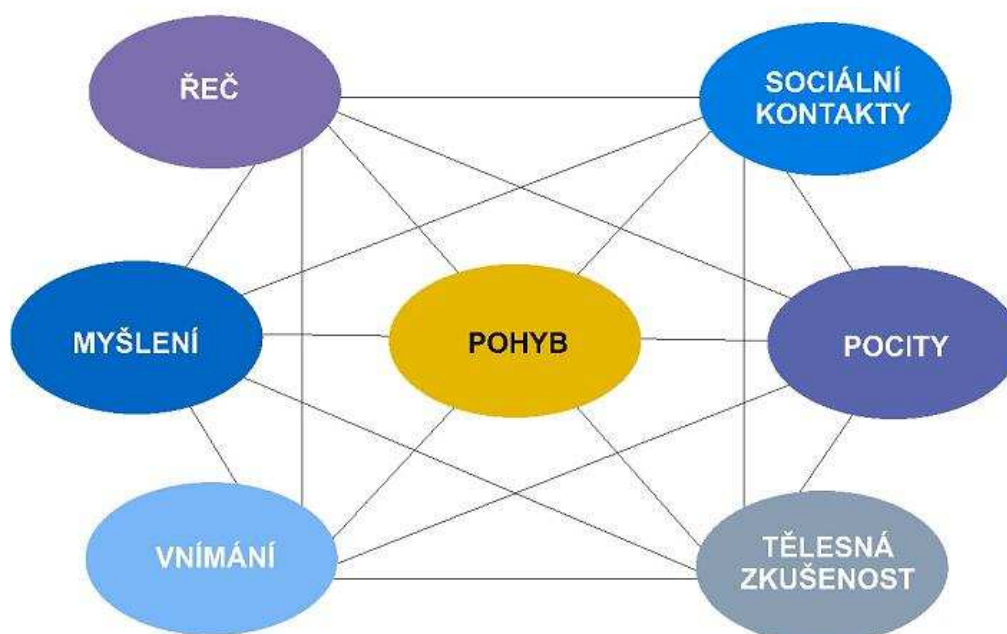 ŘEČ
SOCIÁLNÍ
KONTAKTY
MYŠLENÍ
POHYB
POCITY
VNÍMÁNÍ
TĚLESNÁ
ZKUŠENOST